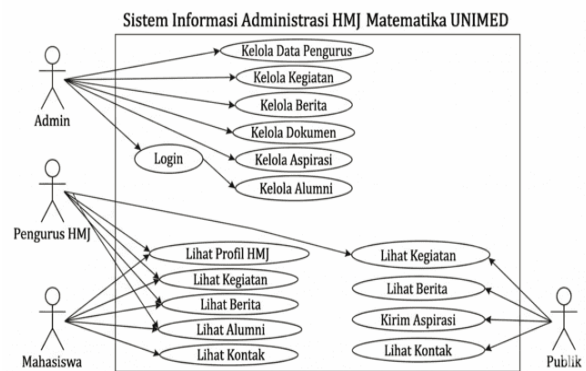 Sistem Informasi Administrasi HMJ Matematika UNIMED
Kelola Data Pengurus
Kelola Kegiatan
Kelola Berita
Kelola Dokumen
Kelola Aspirasi
Kelola Alumni
Login
Admin
Pengurus HMJ
Mahasiswa
Lihat Profil HMJ
Lihat Kegiatan
Lihat Berita
Lihat Alumni
Lihat Kontak
Lihat Kegiatan
Lihat Berita
Kirim Aspirasi
Lihat Kontak
Publik